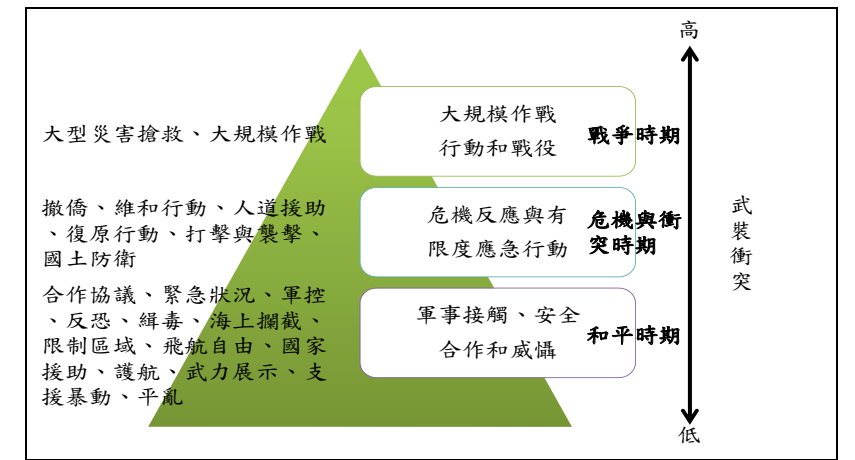 高
大型災害搶救、大規模作戰
大規模作戰
行動和戰役
戰爭時期
撤僑、維和行動、人道援助
、復原行動、打擊與襲擊、
國土防衛
危機反應與有
限度應急行動
危機與衝
突時期
合作協議、緊急狀況、軍控
、反恐、緝毒、海上攔截、
限制區域、飛航自由、國家
援助、護航、武力展示、支
援暴動、平亂
軍事接觸、安全
合作和威懾
和平時期
武
裝
衝
突
低